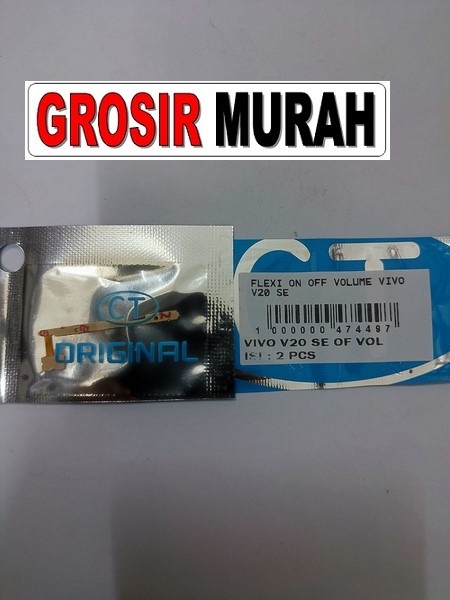 GROSIR MURAH
CT
ORIGINAL
CT
FLEXI ON OFF VOLUME VIVO
V20 SE
1 000000 474497
VIVO V20 SE OF VOL
ISI : 2 PCS